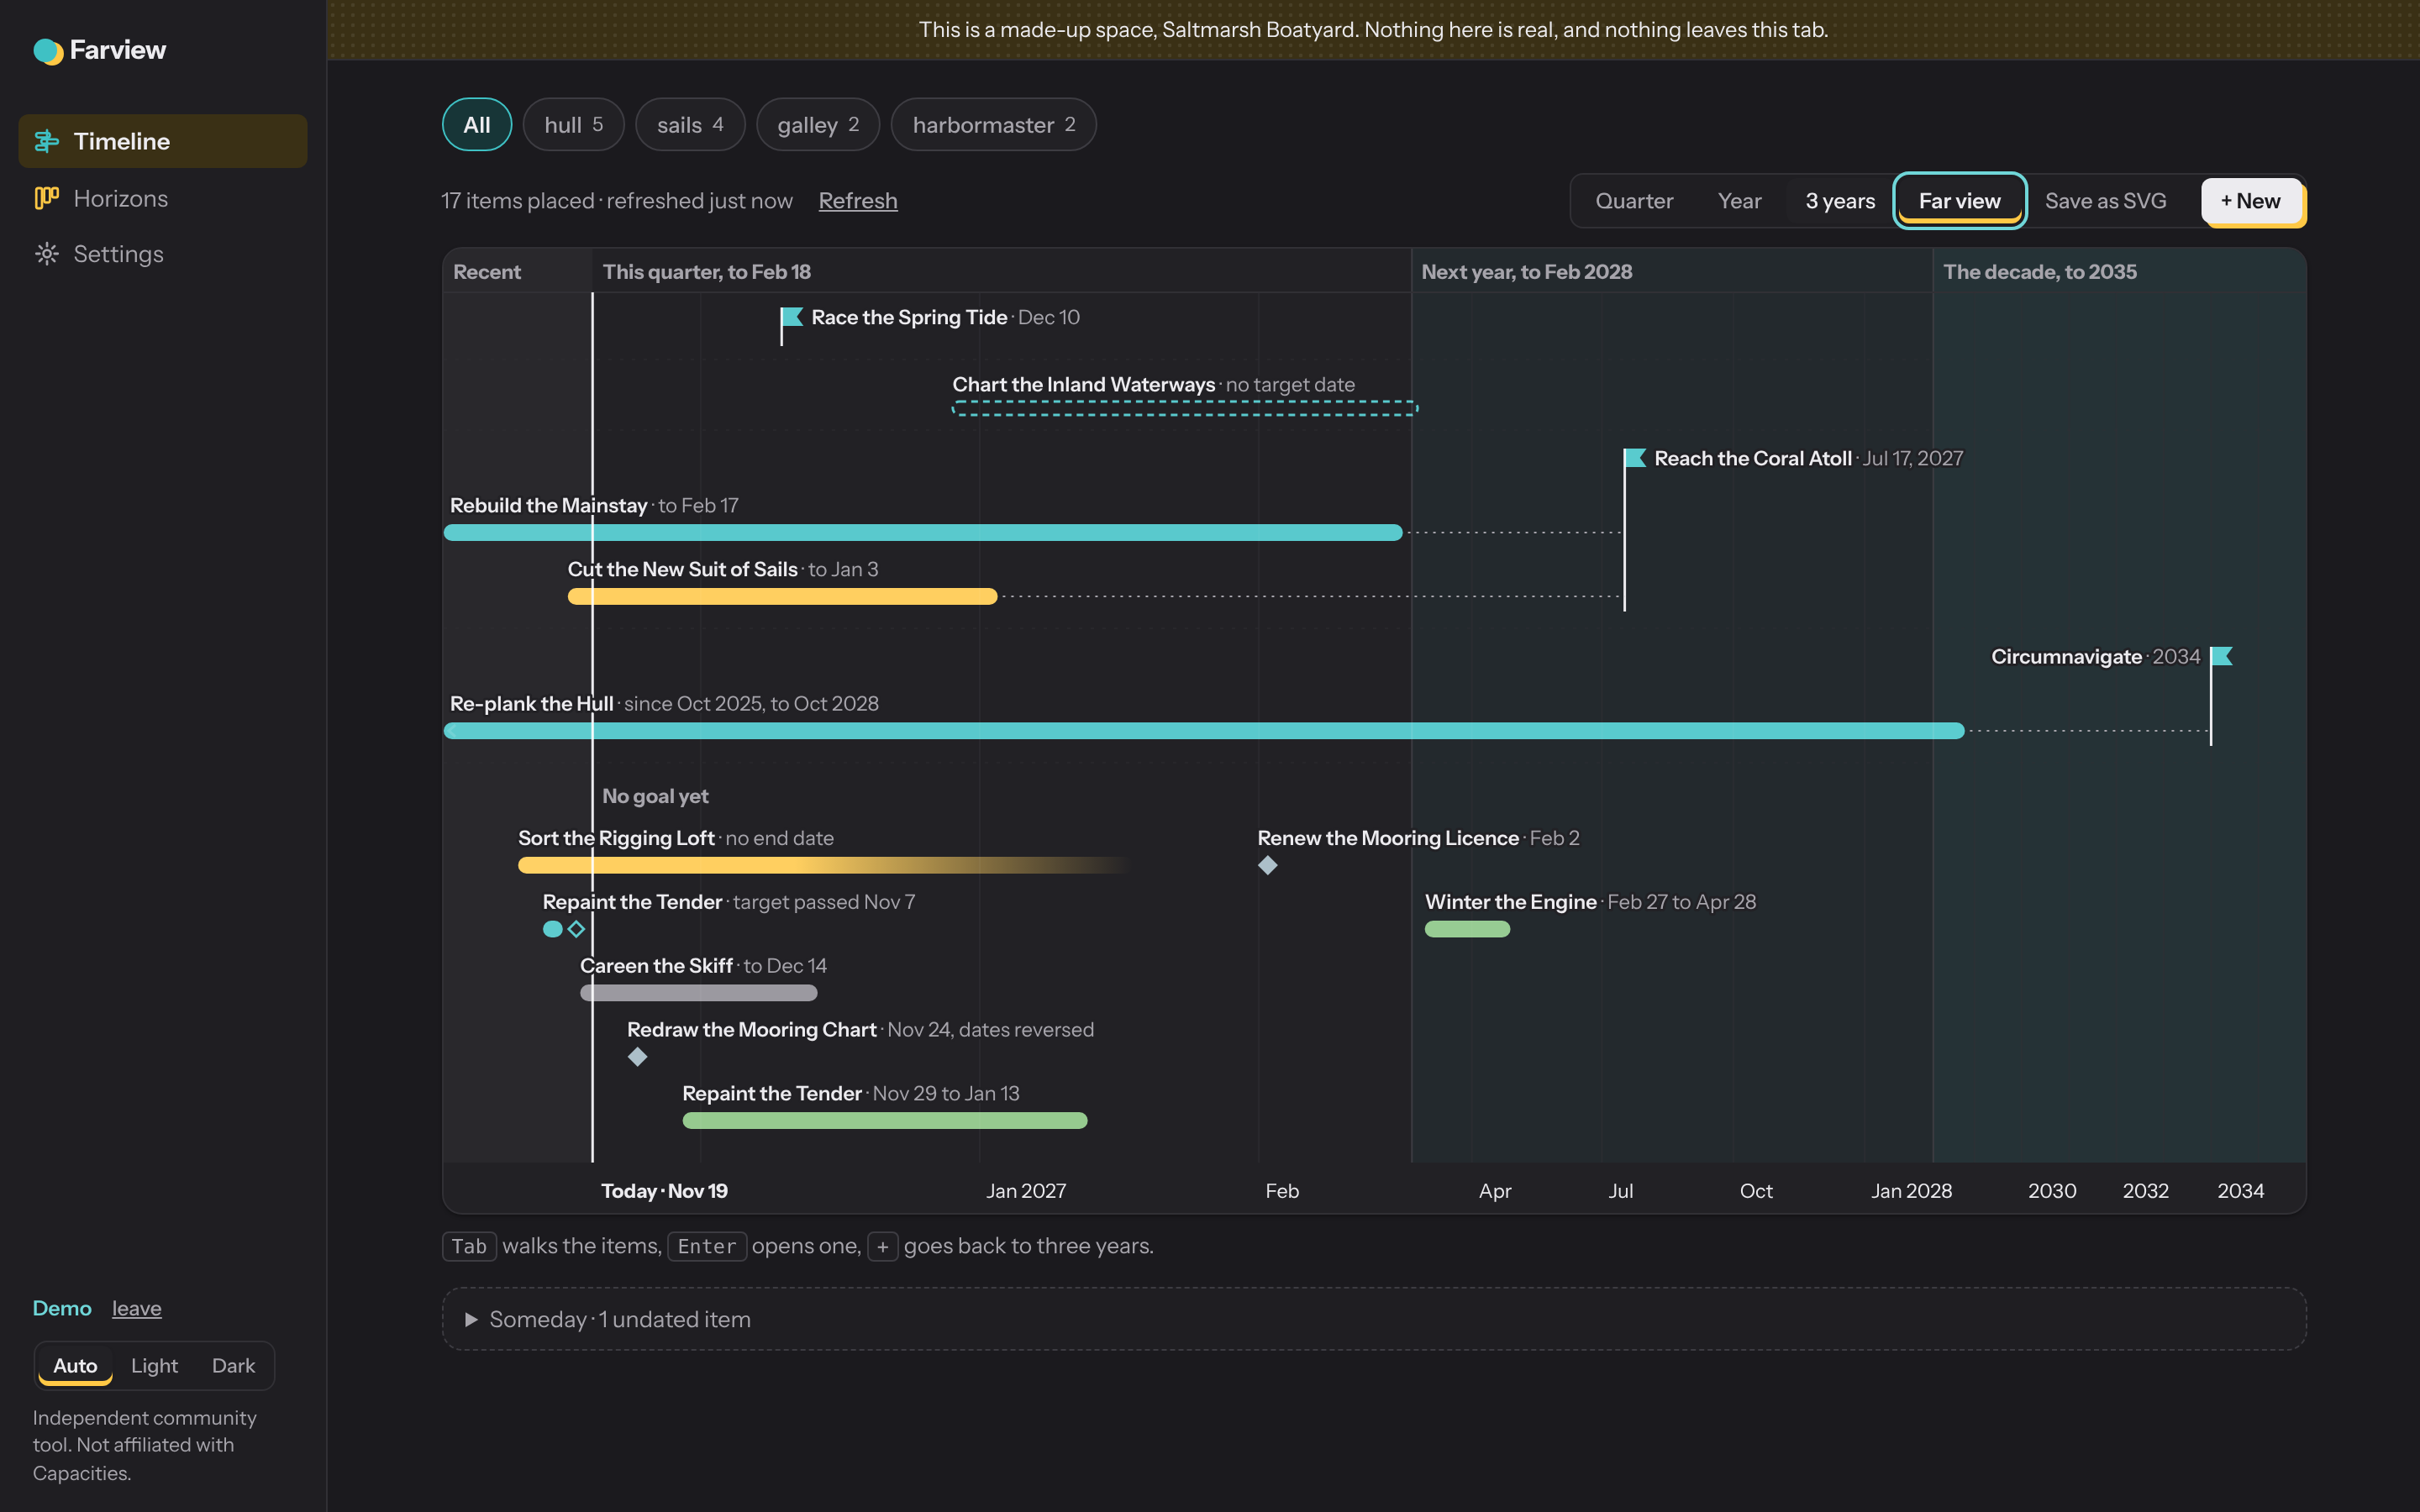 Farview
This is a made-up space, Saltmarsh Boatyard. Nothing here is real, and nothing leaves this tab.
Timeline
Horizons
Settings
All
hull 5
sails 4
galley 2
harbormaster 2
17 items placed · refreshed just now Refresh
Quarter Year 3 years Far view Save as SVG + New
Recent This quarter, to Feb 18 Next year, to Feb 2028 The decade, to 2035
Race the Spring Tide · Dec 10
Chart the Inland Waterways · no target date
Reach the Coral Atoll · Jul 17, 2027
Rebuild the Mainstay · to Feb 17
Cut the New Suit of Sails · to Jan 3
Circumnavigate · 2034
Re-plank the Hull · since Oct 2025, to Oct 2028
No goal yet
Sort the Rigging Loft · no end date
Renew the Mooring Licence · Feb 2
Repaint the Tender · target passed Nov 7
Winter the Engine · Feb 27 to Apr 28
Careen the Skiff · to Dec 14
Redraw the Mooring Chart · Nov 24, dates reversed
Repaint the Tender · Nov 29 to Jan 13
Today · Nov 19 Jan 2027 Feb Apr Jul Oct Jan 2028 2030 2032 2034
Tab walks the items, Enter opens one, + goes back to three years.
Someday · 1 undated item
Demo leave
Auto Light Dark
Independent community
tool. Not affiliated with
Capacities.